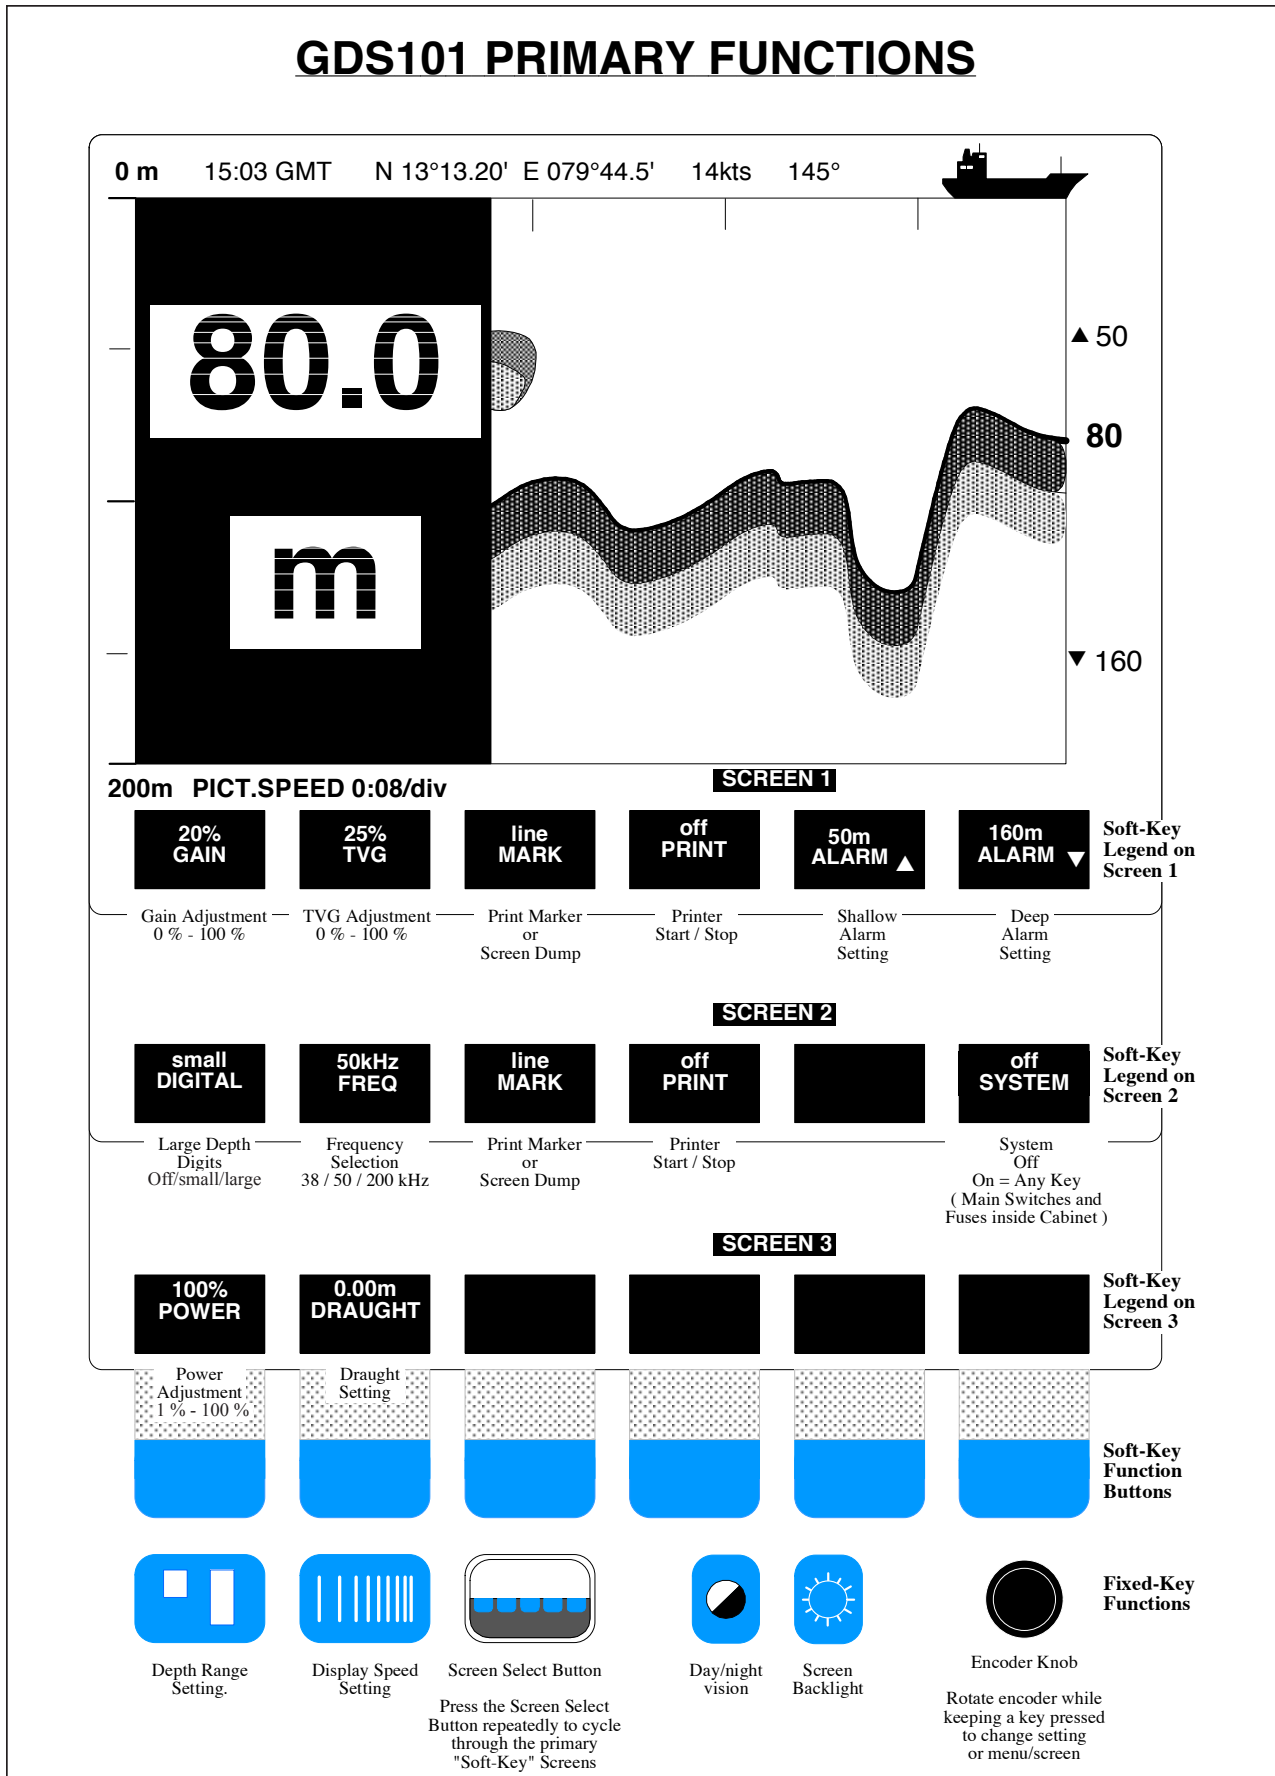 GDS101 PRIMARY FUNCTIONS
0 m 15:03 GMT N 13°13.20' E 079°44.5' 14kts 145°
80.0
m
▲ 50
80
▼ 160
200m PICT.SPEED 0:08/div
SCREEN 1
20%
GAIN
25%
TVG
line
MARK
off
PRINT
50m
ALARM ▲
160m
ALARM ▼
Soft-Key
Legend on
Screen 1
Gain Adjustment
0 % - 100 %
TVG Adjustment
0 % - 100 %
Print Marker
or
Screen Dump
Printer
Start / Stop
Shallow
Alarm
Setting
Deep
Alarm
Setting
SCREEN 2
small
DIGITAL
50kHz
FREQ
line
MARK
off
PRINT
off
SYSTEM
Soft-Key
Legend on
Screen 2
Large Depth
Digits
Off/small/large
Frequency
Selection
38 / 50 / 200 kHz
Print Marker
or
Screen Dump
Printer
Start / Stop
System
Off
On = Any Key
( Main Switches and
Fuses inside Cabinet )
SCREEN 3
100%
POWER
0.00m
DRAUGHT
Soft-Key
Legend on
Screen 3
Power
Adjustment
1 % - 100 %
Draught
Setting
Soft-Key
Function
Buttons
Fixed-Key
Functions
Depth Range
Setting.
Display Speed
Setting
Screen Select Button
Press the Screen Select
Button repeatedly to cycle
through the primary
"Soft-Key" Screens
Day/night
vision
Screen
Backlight
Encoder Knob
Rotate encoder while
keeping a key pressed
to change setting
or menu/screen